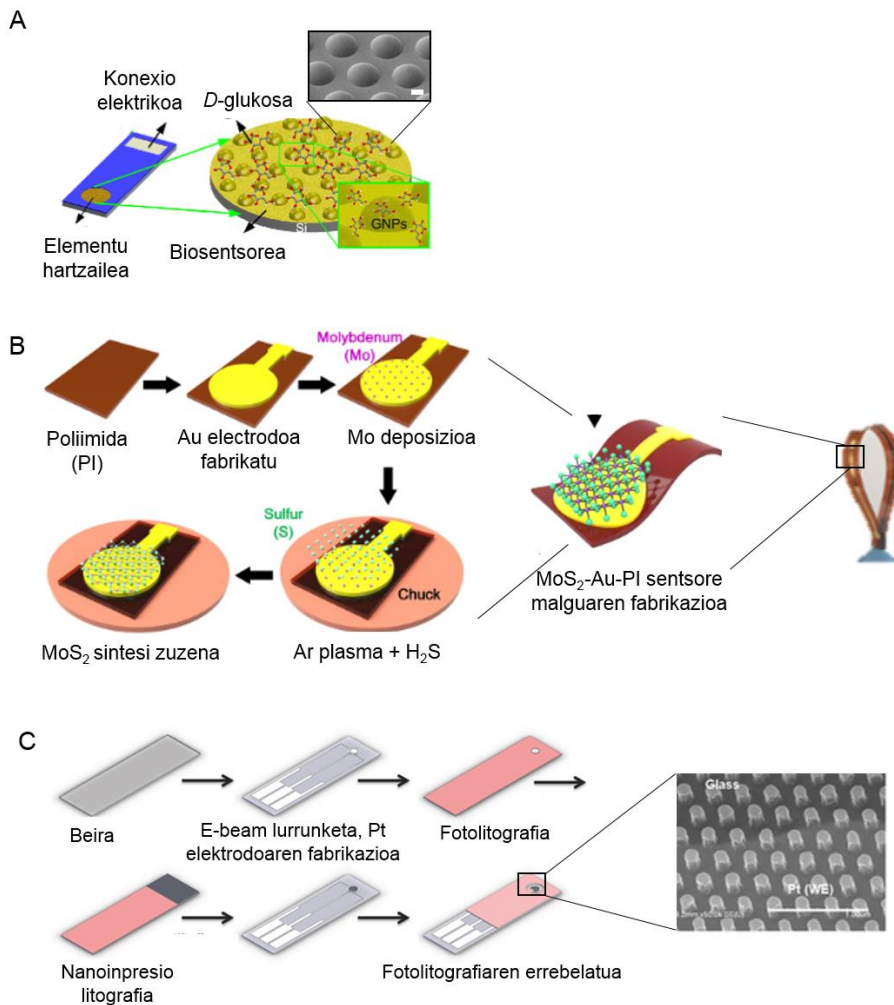 A
Konexio
elektrikoa
D-glukosa
GNPs
Si
Elementu
hartzailea
Biosentsorea
B
Molybdenum
(Mo)
Poliimida
(PI)
Au electrodoa
fabrikatu
Mo deposizioa
Sulfur
(S)
Chuck
MoS₂ sintesi zuzena
Ar plasma + H₂S
MoS₂-Au-PI sentsore
malguaren fabrikazioa
C
Beira
E-beam lurrunketa, Pt
elektrodoaren fabrikazioa
Fotolitografia
Nanoinpresio
litografia
Fotolitografiaren errebelatua
Glass
Pt (WE)